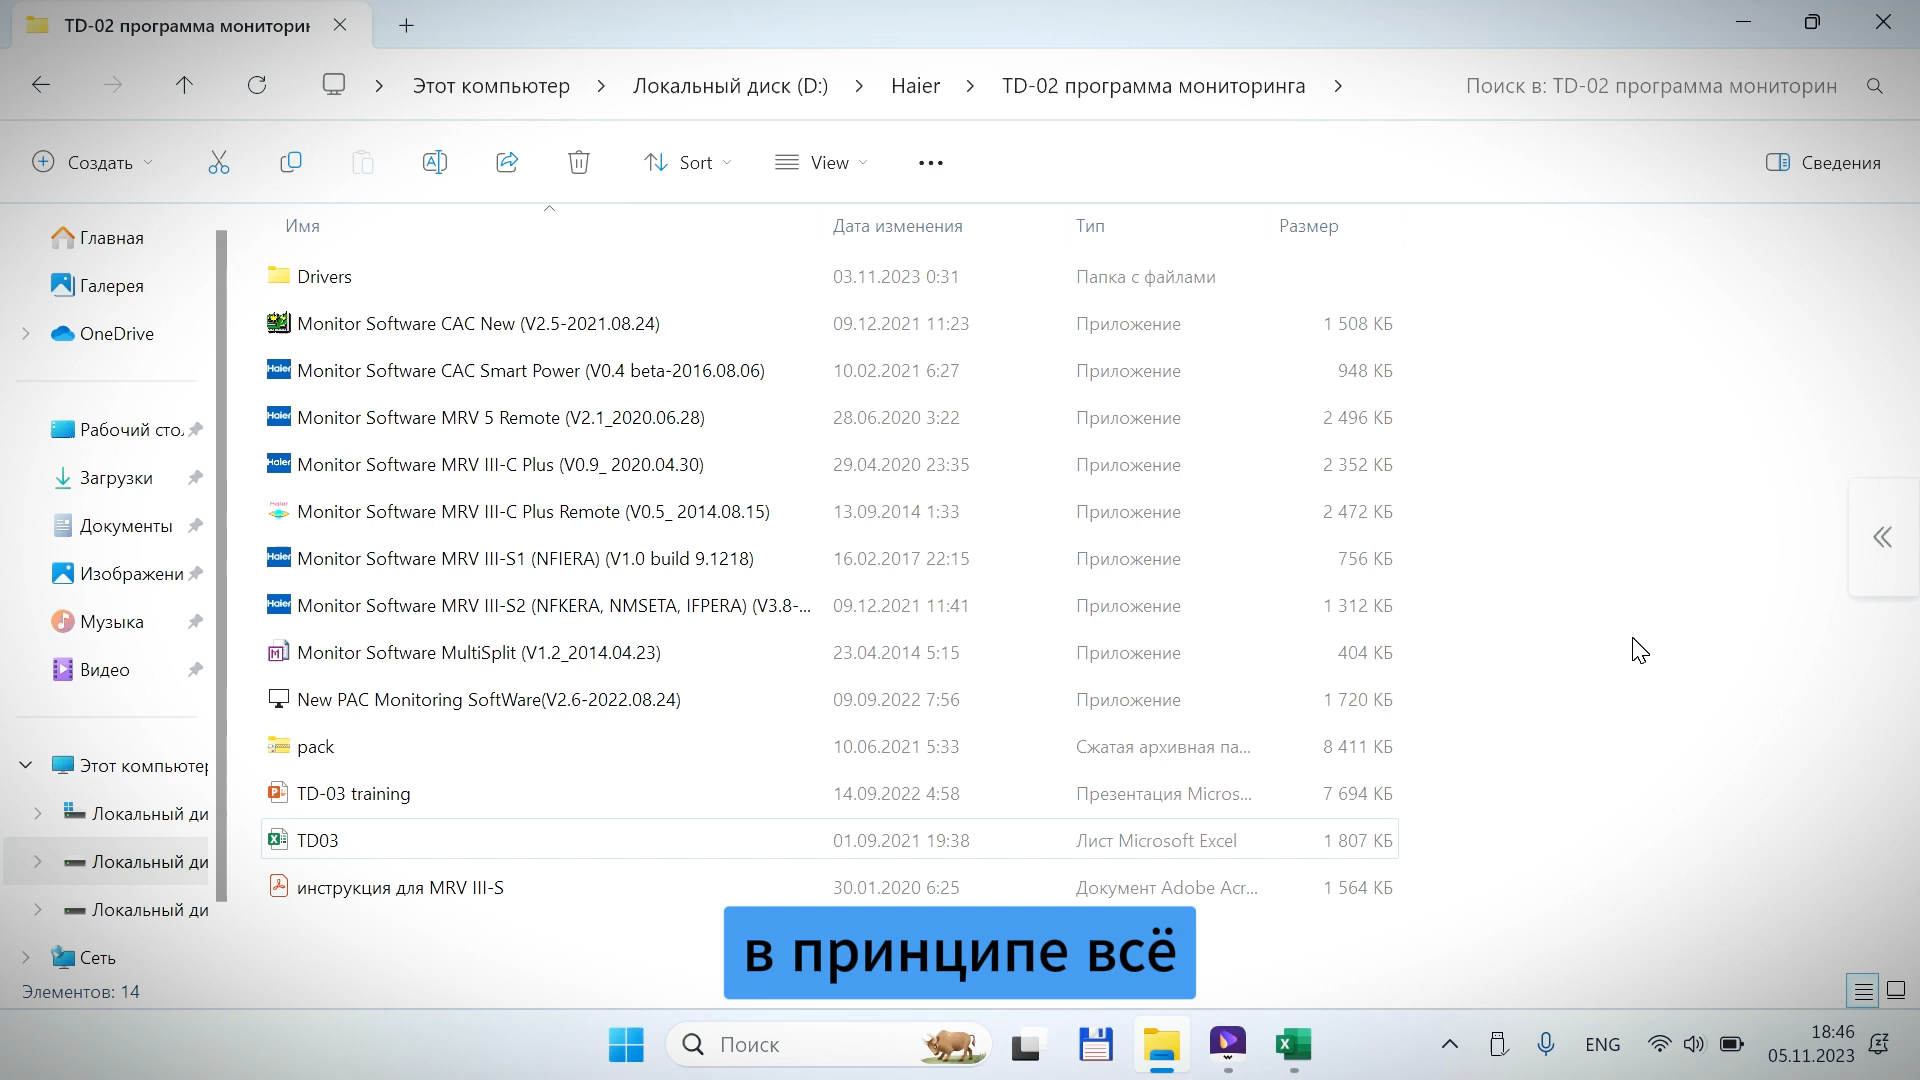 TD-02 программа монитори
Этот компьютер
Локальный диск (D:)
Haier
TD-02 программа мониторинга
Поиск в: TD-02 программа мониторин
Создать
Sort
View
Сведения
Имя
Дата изменения
Тип
Размер
Главная
Галерея
OneDrive
Рабочий сто
Загрузки
Документы
Изображени
Музыка
Видео
Этот компьютер
Локальный ди
Локальный ди
Локальный ди
Сеть
Drivers 03.11.2023 0:31 Папка с файлами
Monitor Software CAC New (V2.5-2021.08.24) 09.12.2021 11:23 Приложение 1 508 КБ
Monitor Software CAC Smart Power (V0.4 beta-2016.08.06) 10.02.2021 6:27 Приложение 948 КБ
Monitor Software MRV 5 Remote (V2.1_2020.06.28) 28.06.2020 3:22 Приложение 2 496 КБ
Monitor Software MRV III-C Plus (V0.9_ 2020.04.30) 29.04.2020 23:35 Приложение 2 352 КБ
Monitor Software MRV III-C Plus Remote (V0.5_ 2014.08.15) 13.09.2014 1:33 Приложение 2 472 КБ
Monitor Software MRV III-S1 (NFIERA) (V1.0 build 9.1218) 16.02.2017 22:15 Приложение 756 КБ
Monitor Software MRV III-S2 (NFKERA, NMSETA, IFPERA) (V3.8-... 09.12.2021 11:41 Приложение 1 312 КБ
Monitor Software MultiSplit (V1.2_2014.04.23) 23.04.2014 5:15 Приложение 404 КБ
New PAC Monitoring SoftWare(V2.6-2022.08.24) 09.09.2022 7:56 Приложение 1 720 КБ
pack 10.06.2021 5:33 Сжатая архивная па... 8 411 КБ
TD-03 training 14.09.2022 4:58 Презентация Micros... 7 694 КБ
TD03 01.09.2021 19:38 Лист Microsoft Excel 1 807 КБ
инструкция для MRV III-S 30.01.2020 6:25 Документ Adobe Acr... 1 564 КБ
в принципе всё
Элементов: 14
Поиск
ENG
18:46
05.11.2023